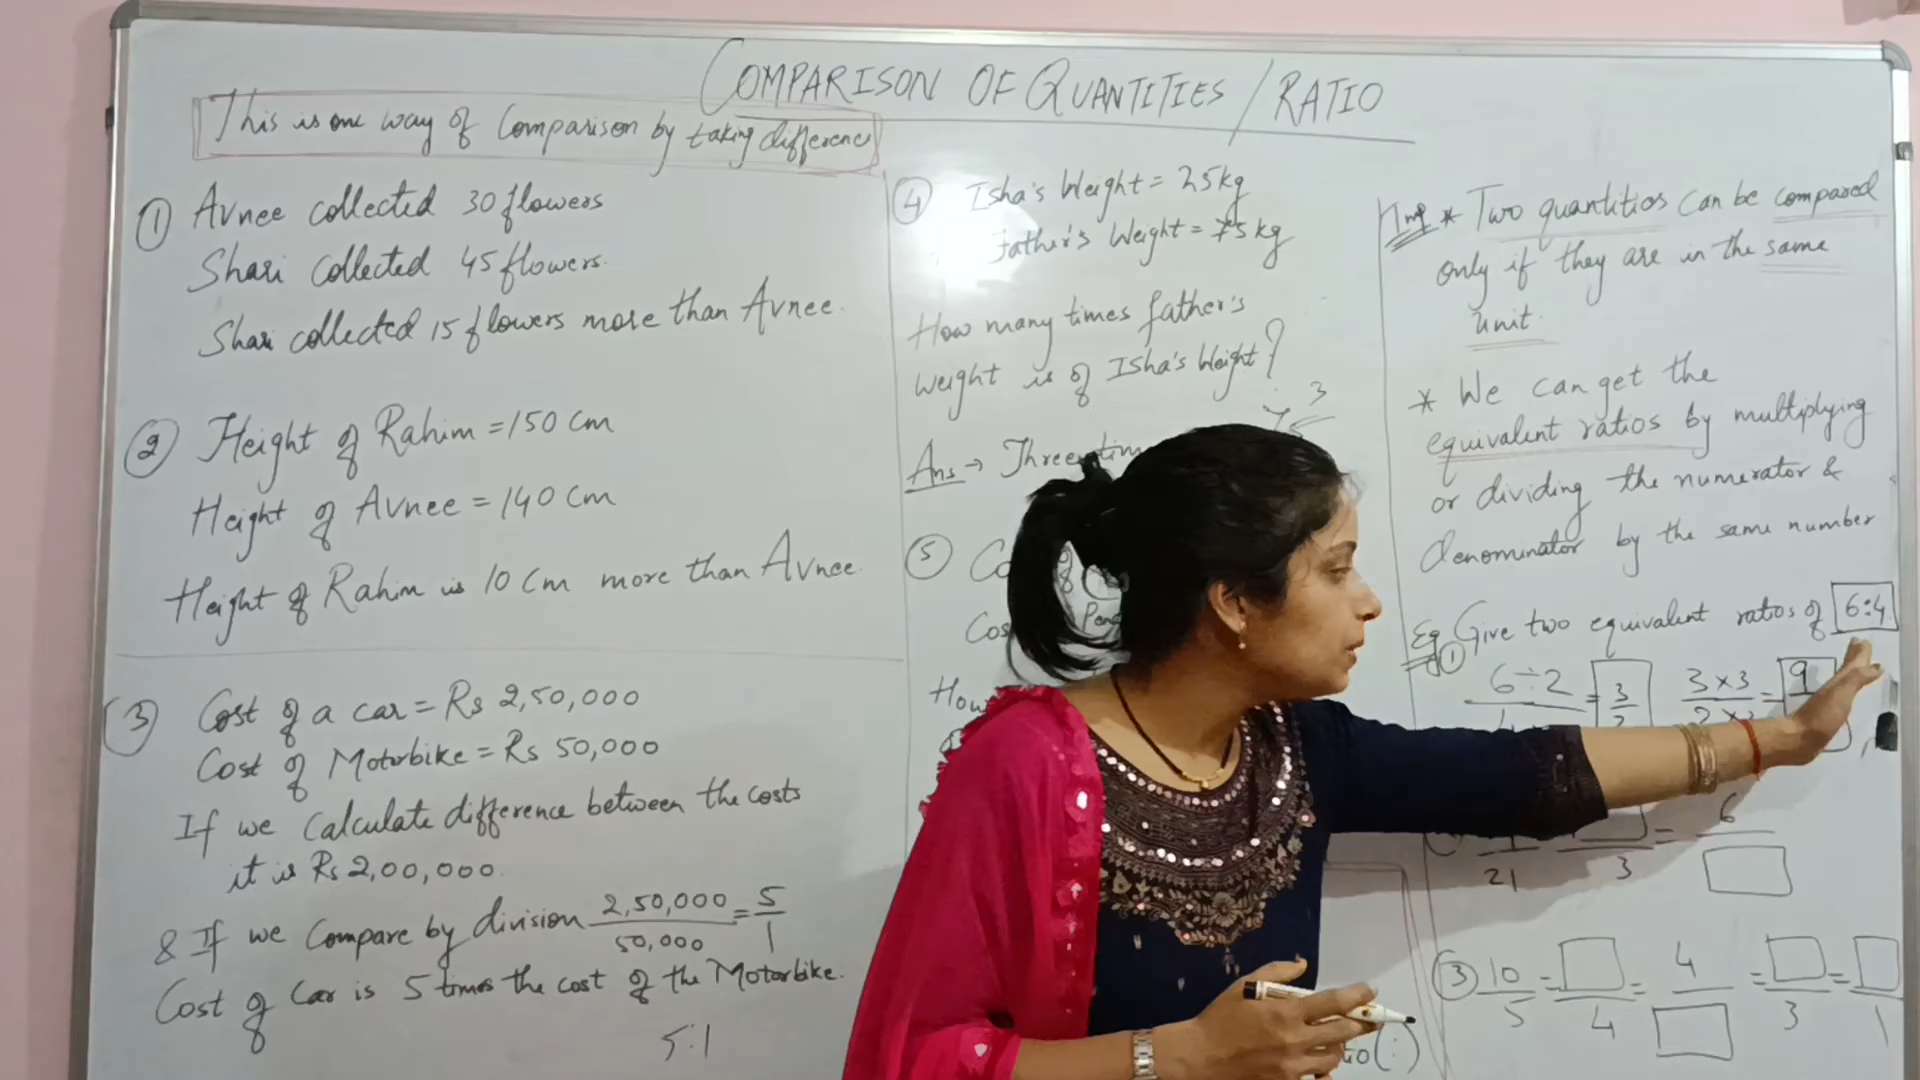 COMPARISON OF QUANTITIES / RATIO
This is one way of Comparison by taking difference
① Avnee collected 30 flowers
Shari collected 45 flowers.
Shari collected 15 flowers more than Avnee.
② Height of Rahim = 150 cm
Height of Avnee = 140 cm
Height of Rahim is 10 cm more than Avnee.
③ Cost of a car = Rs 2,50,000
Cost of Motorbike = Rs 50,000
If we calculate difference between the costs
it is Rs 2,00,000.
& If we Compare by division 2,50,000/50,000 = 5/1
Cost of Car is 5 times the cost of the Motorbike.
5:1
④ Isha's Weight = 25 kg
Father's Weight = 75 kg
How many times father's
weight is of Isha's Weight?
3
Ans → Three
⑤
How
Imp * Two quantities can be compared
only if they are in the same
unit.
* We can get the
equivalent ratios by multiplying
or dividing the numerator &
denominator by the same number
Eg ① Give two equivalent ratios of 6:4
6÷2 = 3 3×3 = 9
21 3 = 6
③ 10/5 = □/4 = 4/□ = □/3 = □/1
(:)